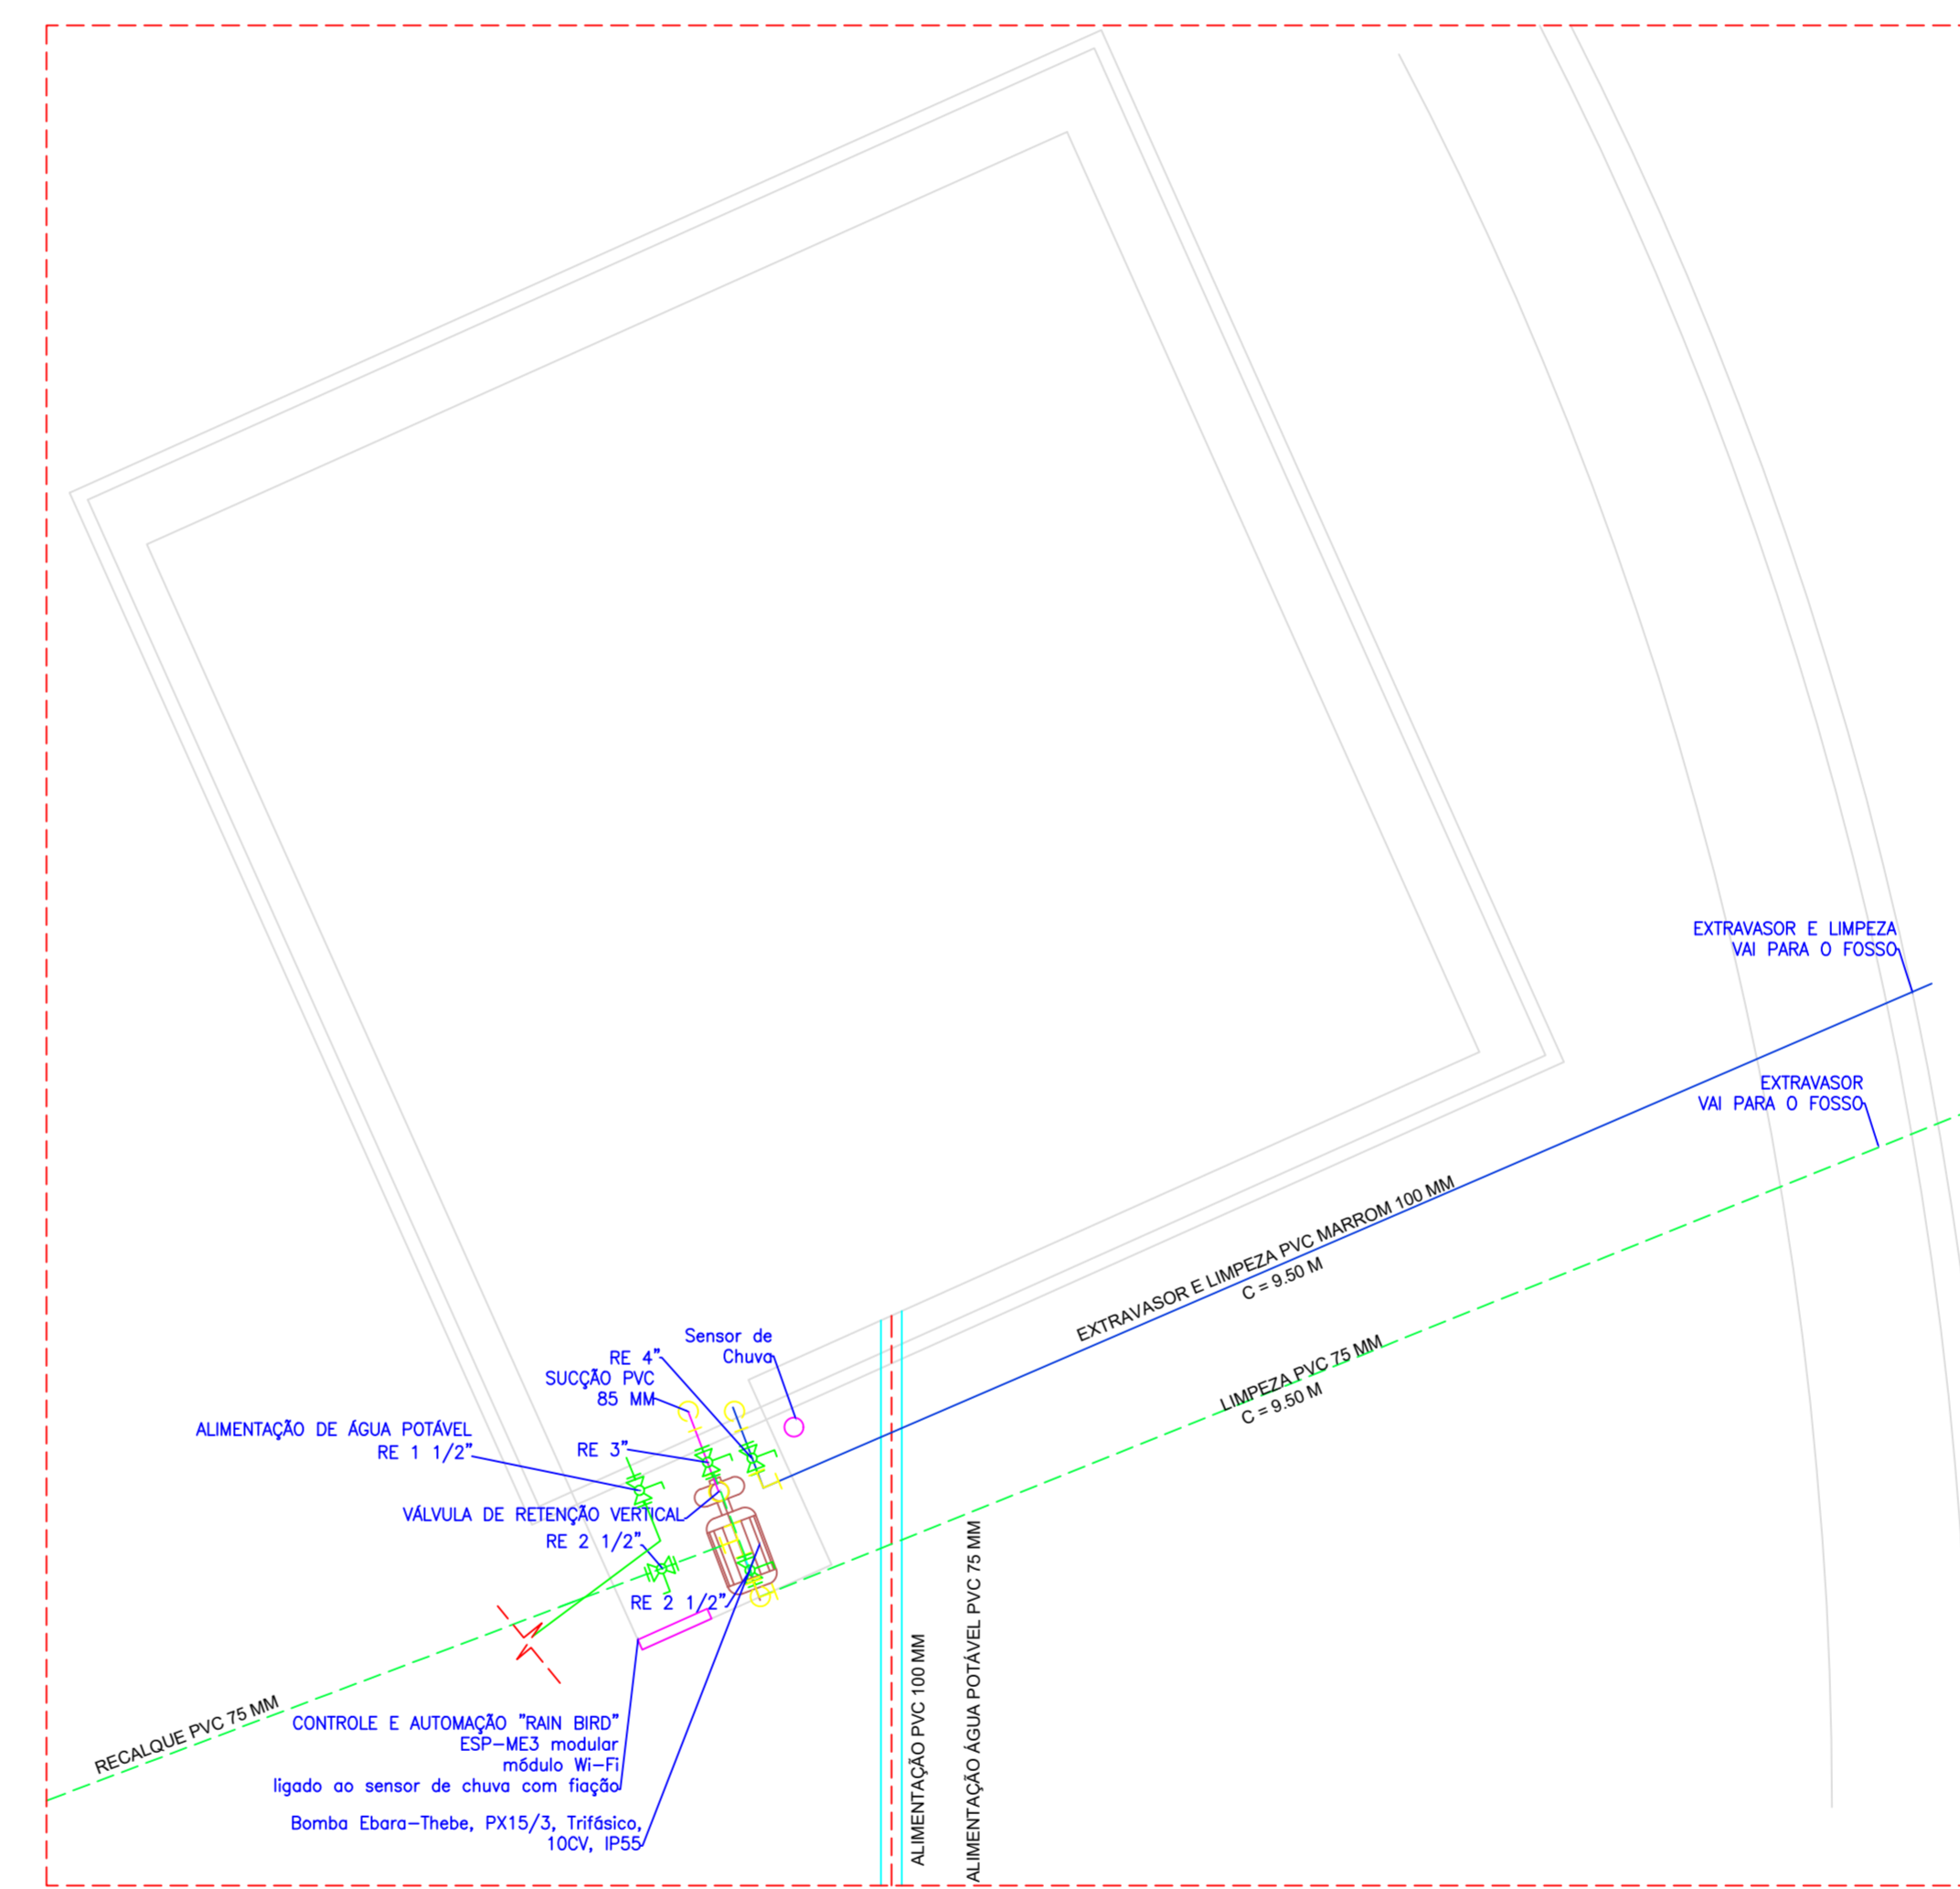 EXTRAVASOR E LIMPEZA
VAI PARA O FOSSO
EXTRAVASOR
VAI PARA O FOSSO
EXTRAVASOR E LIMPEZA PVC MARROM 100 MM
C = 9.50 M
LIMPEZA PVC 75 MM
C = 9.50 M
Sensor de
Chuva
RE 4"
SUCÇÃO PVC
85 MM
ALIMENTAÇÃO DE ÁGUA POTÁVEL
RE 1 1/2"
RE 3"
VÁLVULA DE RETENÇÃO VERTICAL
RE 2 1/2"
RE 2 1/2"
RECALQUE PVC 75 MM
CONTROLE E AUTOMAÇÃO "RAIN BIRD"
ESP-ME3 modular
módulo Wi-Fi
ligado ao sensor de chuva com fiação
Bomba Ebara-Thebe, PX15/3, Trifásico,
10CV, IP55
ALIMENTAÇÃO PVC 100 MM
ALIMENTAÇÃO ÁGUA POTÁVEL PVC 75 MM